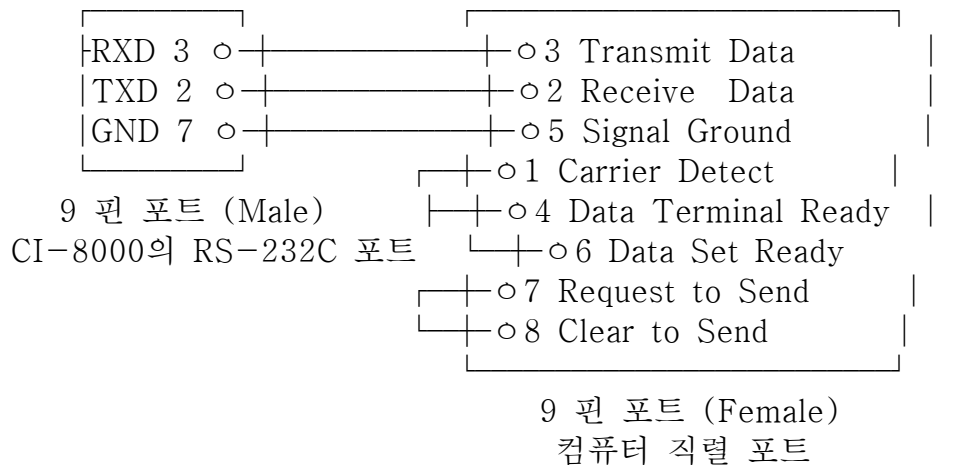 RXD 3 3 Transmit Data
TXD 2 2 Receive Data
GND 7 5 Signal Ground
1 Carrier Detect
9 핀 포트 (Male) 4 Data Terminal Ready
CI-8000의 RS-232C 포트 6 Data Set Ready
7 Request to Send
8 Clear to Send
9 핀 포트 (Female)
컴퓨터 직렬 포트